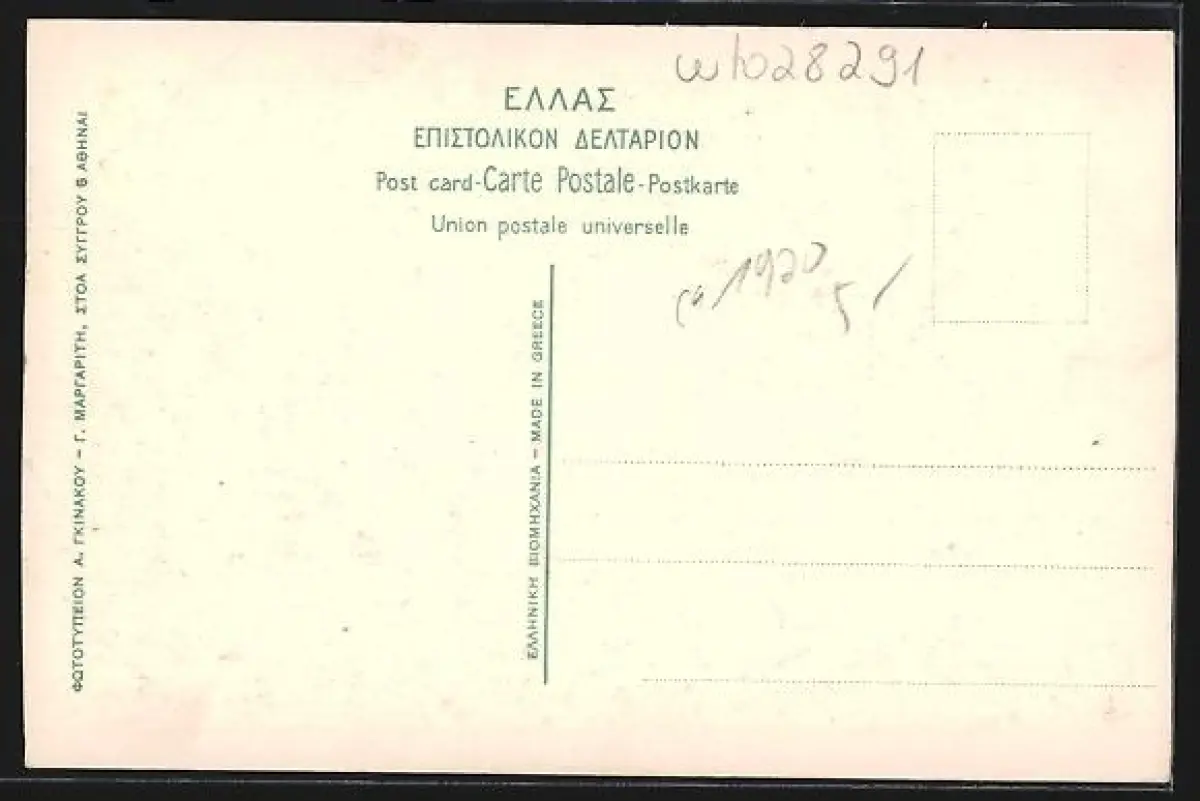 wh028291
ΕΛΛΑΣ
ΕΠΙΣΤΟΛΙΚΟΝ ΔΕΛΤΑΡΙΟΝ
Post card-Carte Postale-Postkarte
Union postale universelle
ca 1920
5/
ΦΩΤΟΤΥΠΕΙΟΝ Α. ΓΚΙΝΑΚΟΥ – Γ. ΜΑΡΓΑΡΙΤΗ, ΣΤΟΑ ΣΥΓΓΡΟΥ 6 ΑΘΗΝΑΙ
ΕΛΛΗΝΙΚΗ ΒΙΟΜΗΧΑΝΙΑ – MADE IN GREECE